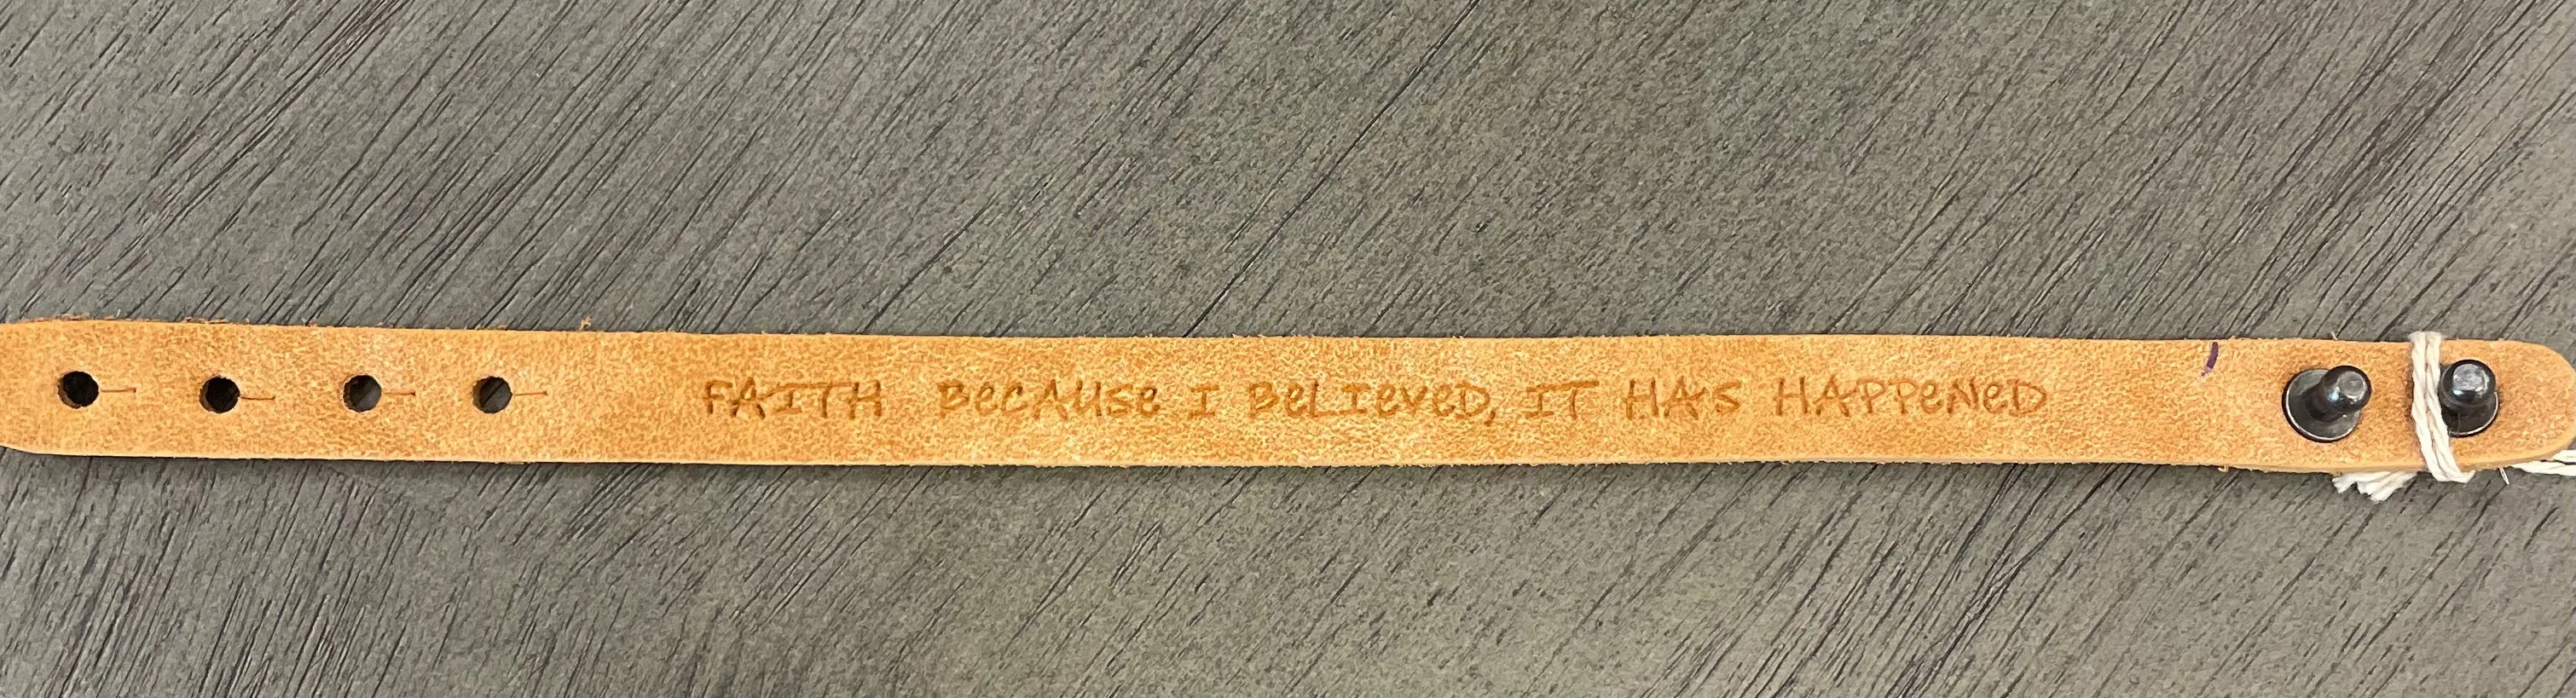 FAITH BeCAUSe I BeLIeVeD, IT HAS HAPPeNeD